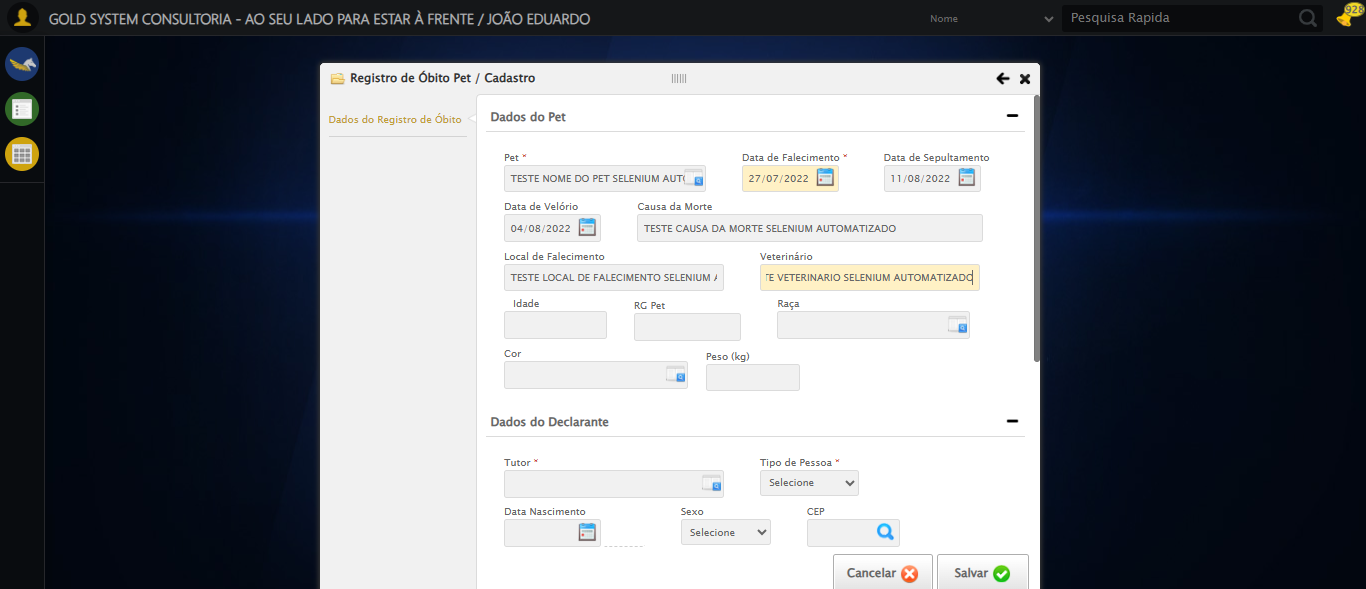 GOLD SYSTEM CONSULTORIA - AO SEU LADO PARA ESTAR À FRENTE / JOÃO EDUARDO
Nome
Pesquisa Rapida
928
Registro de Óbito Pet / Cadastro
Dados do Registro de Óbito
Dados do Pet
Pet *
Data de Falecimento *
Data de Sepultamento
TESTE NOME DO PET SELENIUM AUT
27/07/2022
11/08/2022
Data de Velório
Causa da Morte
04/08/2022
TESTE CAUSA DA MORTE SELENIUM AUTOMATIZADO
Local de Falecimento
Veterinário
TESTE LOCAL DE FALECIMENTO SELENIUM A
TE VETERINARIO SELENIUM AUTOMATIZADO
Idade
RG Pet
Raça
Cor
Peso (kg)
Dados do Declarante
Tutor *
Tipo de Pessoa *
Selecione
Data Nascimento
Sexo
CEP
Selecione
Cancelar
Salvar